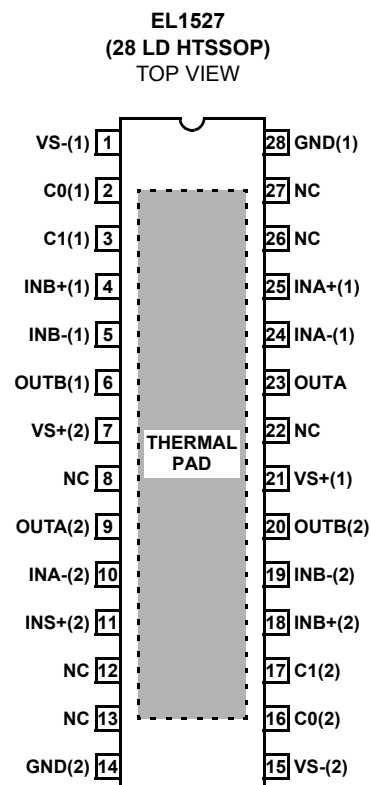 EL1527
(28 LD HTSSOP)
TOP VIEW
VS-(1) 1 28 GND(1)
C0(1) 2 27 NC
C1(1) 3 26 NC
INB+(1) 4 25 INA+(1)
INB-(1) 5 24 INA-(1)
OUTB(1) 6 23 OUTA
VS+(2) 7 22 NC
THERMAL
PAD
NC 8 21 VS+(1)
OUTA(2) 9 20 OUTB(2)
INA-(2) 10 19 INB-(2)
INS+(2) 11 18 INB+(2)
NC 12 17 C1(2)
NC 13 16 C0(2)
GND(2) 14 15 VS-(2)